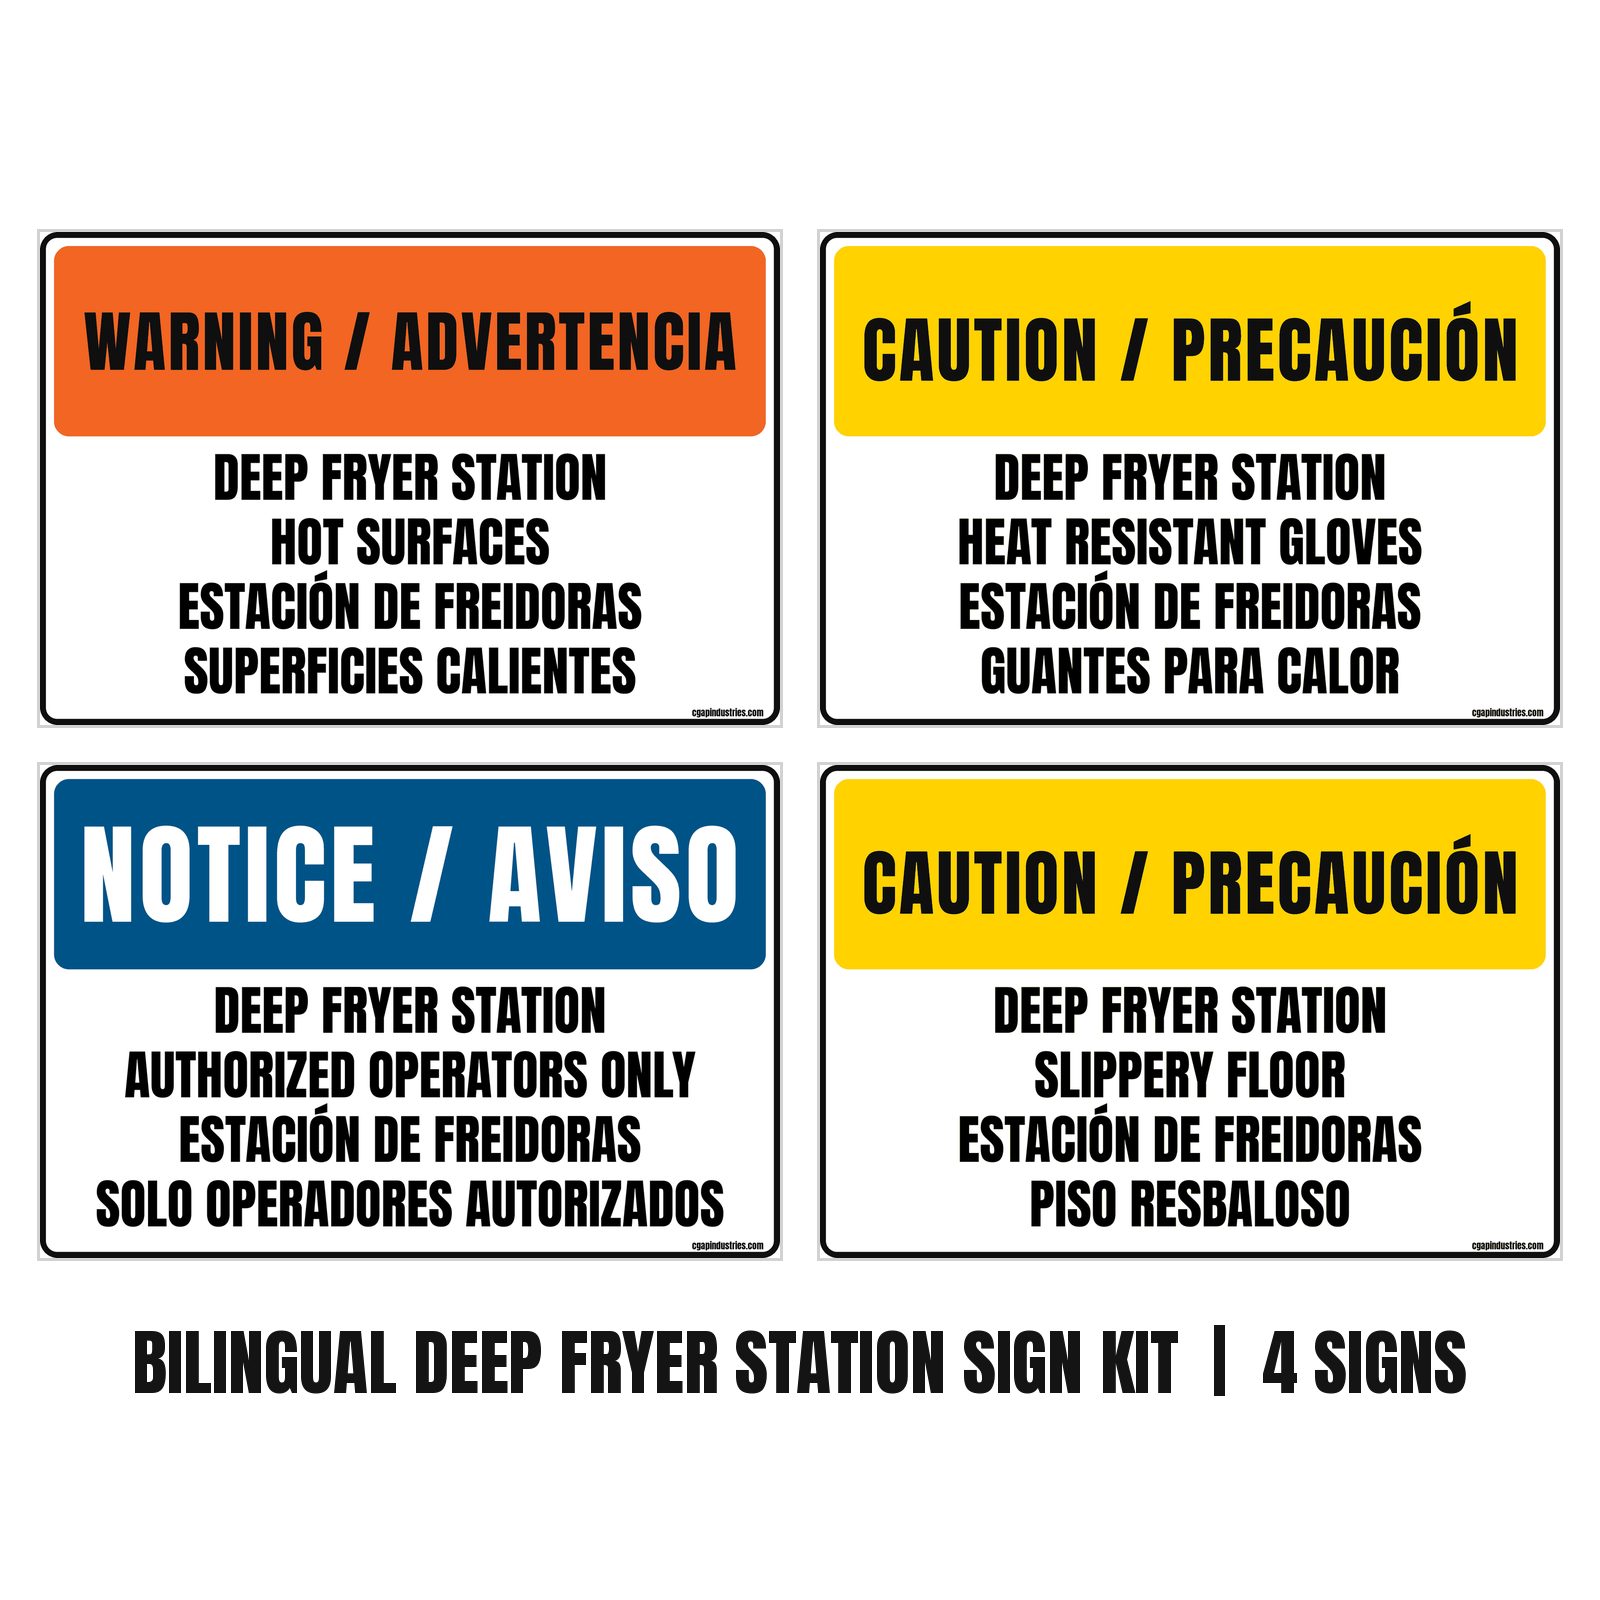 WARNING / ADVERTENCIA
DEEP FRYER STATION
HOT SURFACES
ESTACIÓN DE FREIDORAS
SUPERFICIES CALIENTES
cgapindustries.com
CAUTION / PRECAUCIÓN
DEEP FRYER STATION
HEAT RESISTANT GLOVES
ESTACIÓN DE FREIDORAS
GUANTES PARA CALOR
cgapindustries.com
NOTICE / AVISO
DEEP FRYER STATION
AUTHORIZED OPERATORS ONLY
ESTACIÓN DE FREIDORAS
SOLO OPERADORES AUTORIZADOS
cgapindustries.com
CAUTION / PRECAUCIÓN
DEEP FRYER STATION
SLIPPERY FLOOR
ESTACIÓN DE FREIDORAS
PISO RESBALOSO
cgapindustries.com
BILINGUAL DEEP FRYER STATION SIGN KIT | 4 SIGNS